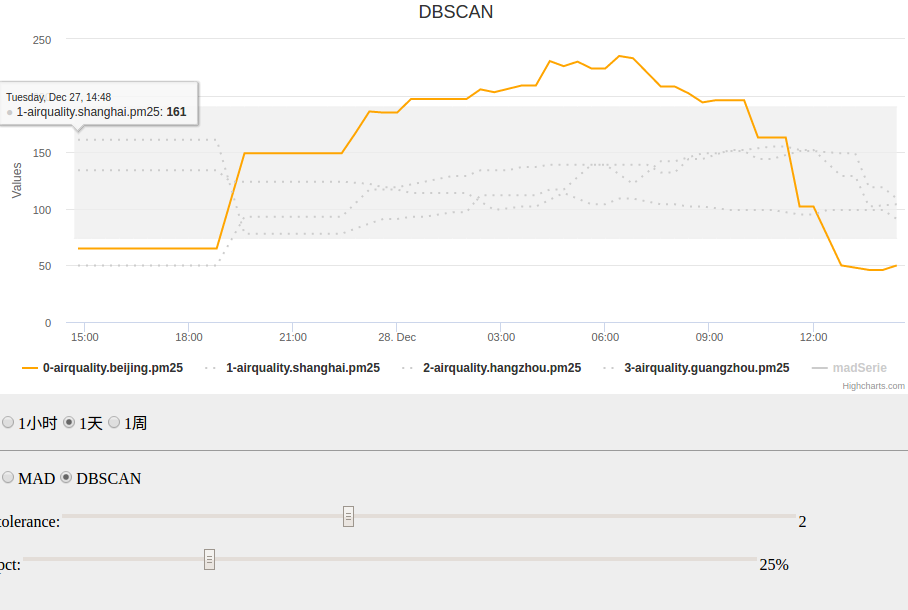 DBSCAN
250
Tuesday, Dec 27, 14:48
1-airquality.shanghai.pm25: 161
150
100
50
0
Values
15:00 18:00 21:00 28. Dec 03:00 06:00 09:00 12:00
0-airquality.beijing.pm25 1-airquality.shanghai.pm25 2-airquality.hangzhou.pm25 3-airquality.guangzhou.pm25 madSerie
Highcharts.com
1小时 1天 1周
MAD DBSCAN
tolerance: 2
pct: 25%